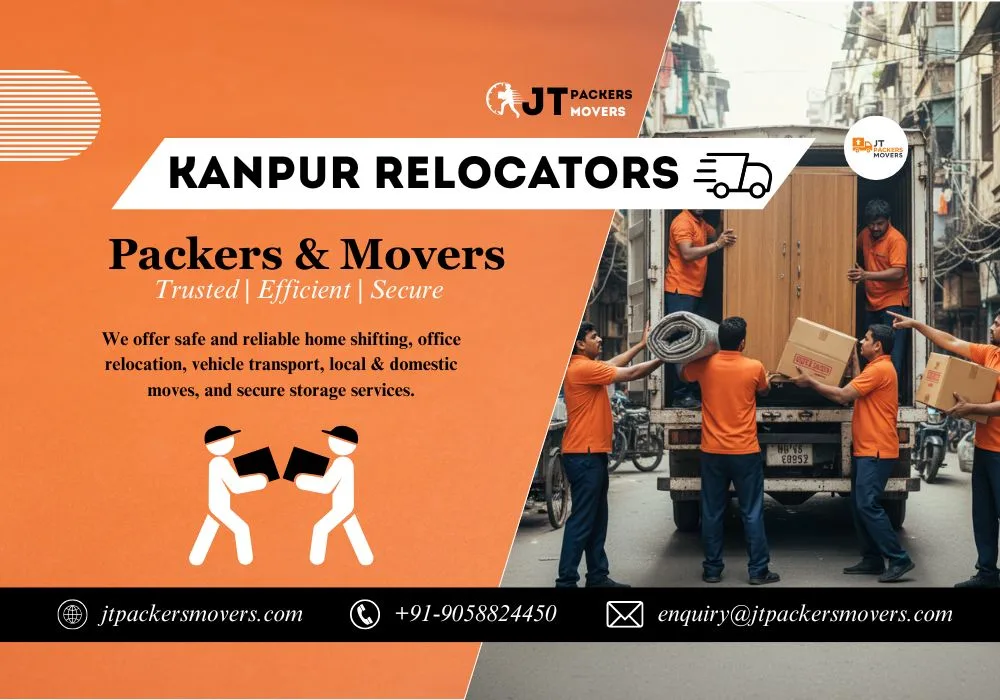 JT PACKERS
MOVERS
KANPUR RELOCATORS
JT
PACKERS
MOVERS
Packers & Movers
Trusted | Efficient | Secure
We offer safe and reliable home shifting, office
relocation, vehicle transport, local & domestic
moves, and secure storage services.
jtpackersmovers.com
+91-9058824450
enquiry@jtpackersmovers.com